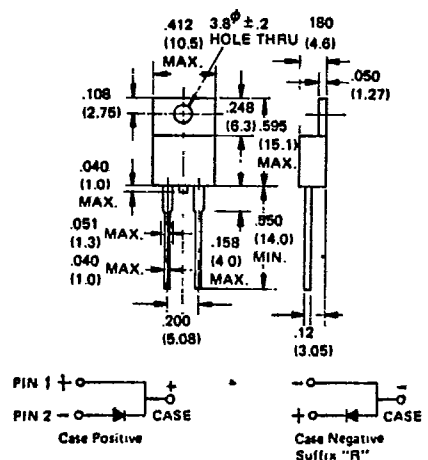 .412
(10.5)
MAX.
3.8ϕ ±.2
HOLE THRU
.180
(4.6)
.050
(1.27)
.108
(2.75)
.248
(6.3)
.595
(15.1)
MAX.
.040
(1.0)
MAX.
.051
(1.3) MAX.
.040
(1.0) MAX.
.158
(4.0)
MAX.
.550
(14.0)
MIN.
.200
(5.08)
.12
(3.05)
PIN 1 +
PIN 2 -
+
CASE
Case Positive
-
+
-
CASE
Case Negative
Suffix "R"